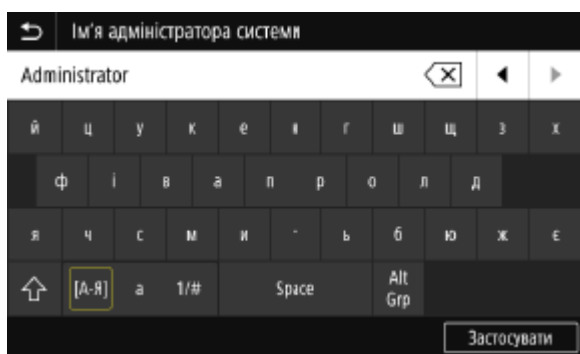 Ім'я адміністратора системи
Administrator
й ц у к е н г ш щ з х
ф і в а п р о л д
я ч с м и - ь б ю ж є
[А-Я] a 1/# Space Alt Grp
Застосувати